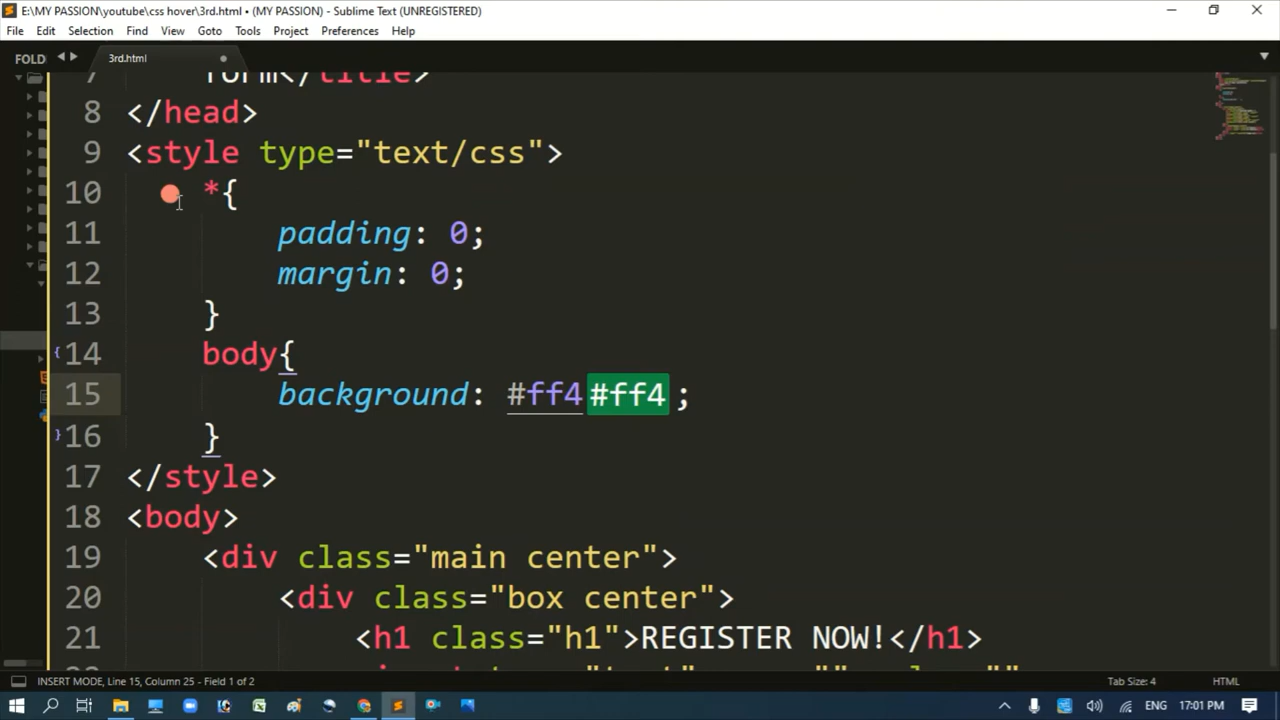 E:\MY PASSION\youtube\css hover\3rd.html • (MY PASSION) - Sublime Text (UNREGISTERED)
File Edit Selection Find View Goto Tools Project Preferences Help
FOLD 3rd.html
7 form</title>
8 </head>
9 <style type="text/css">
10 *{
11 padding: 0;
12 margin: 0;
13 }
14 body{
15 background: #ff4#ff4;
16 }
17 </style>
18 <body>
19 <div class="main center">
20 <div class="box center">
21 <h1 class="h1">REGISTER NOW!</h1>
INSERT MODE, Line 15, Column 25 - Field 1 of 2 Tab Size: 4 HTML
ENG 17:01 PM